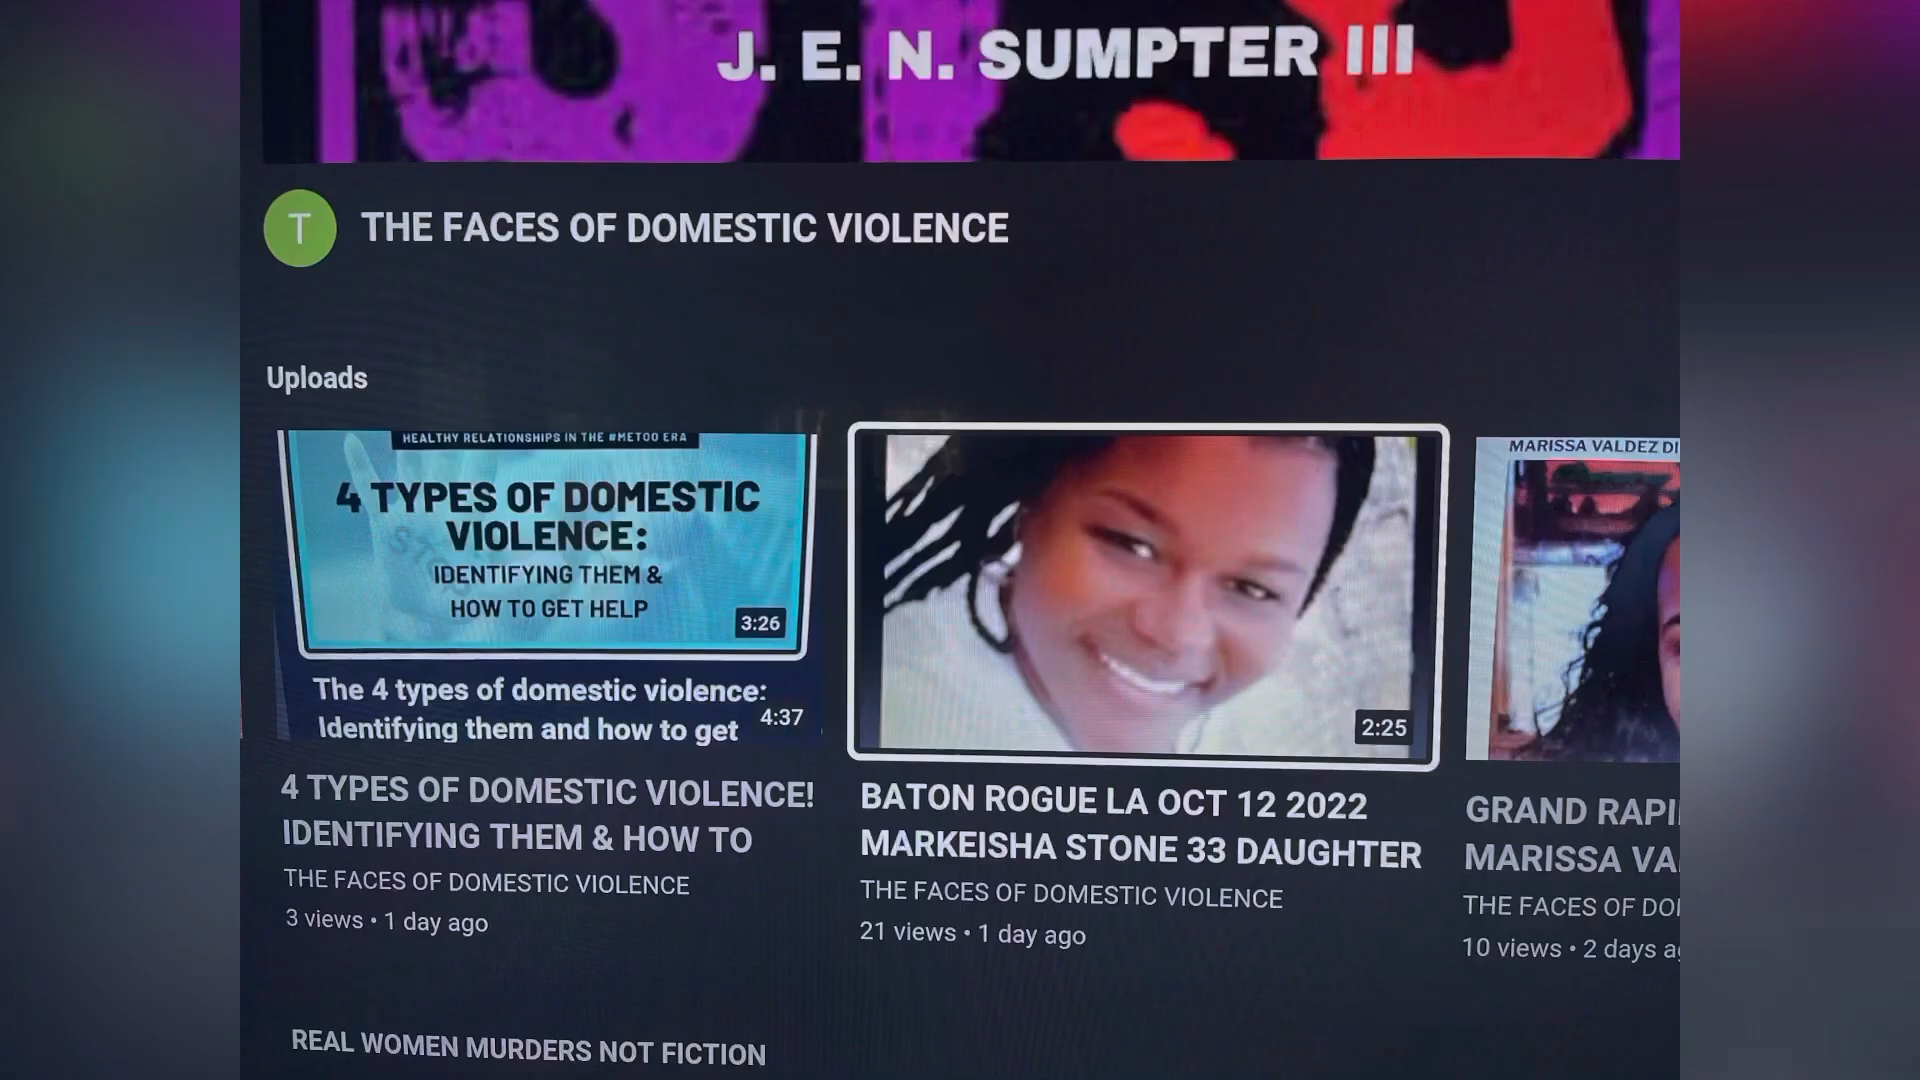 J. E. N. SUMPTER III
T
THE FACES OF DOMESTIC VIOLENCE
Uploads
HEALTHY RELATIONSHIPS IN THE #METOO ERA
4 TYPES OF DOMESTIC
VIOLENCE:
IDENTIFYING THEM &
HOW TO GET HELP
3:26
The 4 types of domestic violence:
Identifying them and how to get
4:37
4 TYPES OF DOMESTIC VIOLENCE!
IDENTIFYING THEM & HOW TO
THE FACES OF DOMESTIC VIOLENCE
3 views • 1 day ago
2:25
BATON ROGUE LA OCT 12 2022
MARKEISHA STONE 33 DAUGHTER
THE FACES OF DOMESTIC VIOLENCE
21 views • 1 day ago
MARISSA VALDEZ DI
GRAND RAPI
MARISSA VA
THE FACES OF DO
10 views • 2 days a
REAL WOMEN MURDERS NOT FICTION